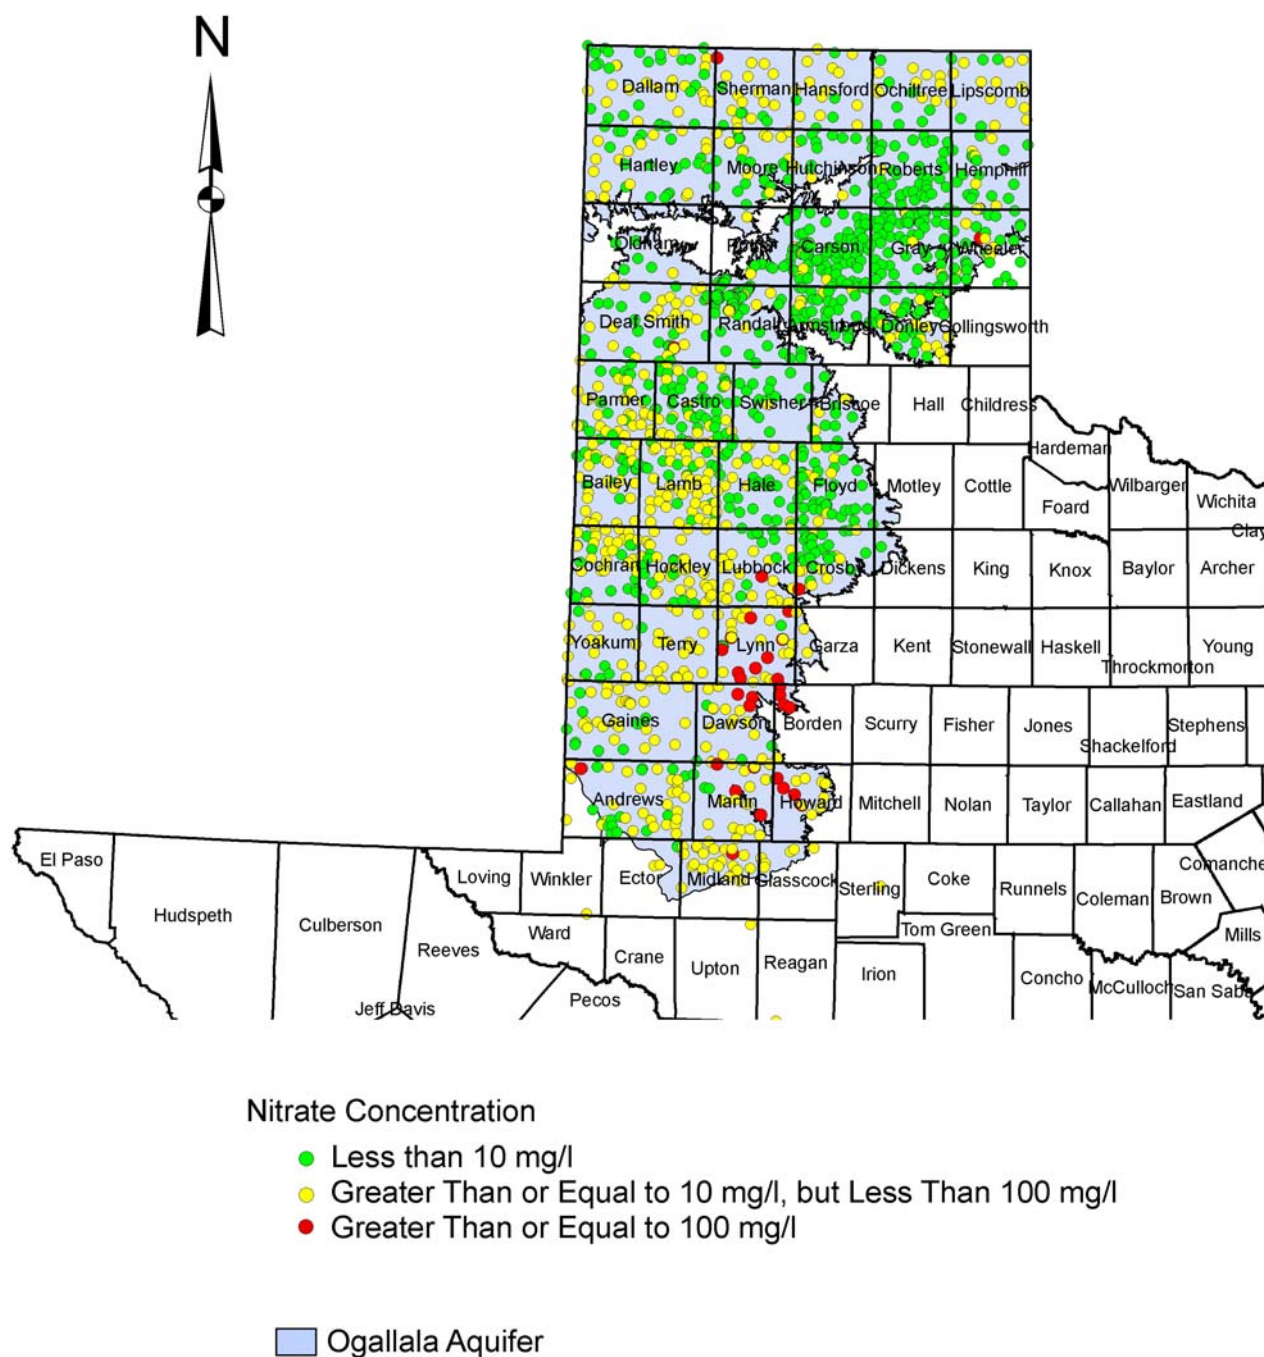 N
Dallam Sherman Hansford Ochiltree Lipscomb
Hartley Moore Hutchinson Roberts Hemphill
Oldham Potter Carson Gray Wheeler
Deaf Smith Randall Armstrong Donley Collingsworth
Parmer Castro Swisher Briscoe Hall Childress
Hardeman
Bailey Lamb Hale Floyd Motley Cottle Foard Wilbarger Wichita
Clay
Cochran Hockley Lubbock Crosby Dickens King Knox Baylor Archer
Yoakum Terry Lynn Garza Kent Stonewall Haskell Throckmorton Young
Gaines Dawson Borden Scurry Fisher Jones Shackelford Stephens
Andrews Martin Howard Mitchell Nolan Taylor Callahan Eastland
El Paso Loving Winkler Ector Midland Glasscock Sterling Coke Runnels Coleman Brown Comanche
Hudspeth Culberson Reeves Ward Crane Upton Reagan Irion Tom Green Concho McCulloch San Saba Mills
Jeff Davis Pecos
Nitrate Concentration
Less than 10 mg/l
Greater Than or Equal to 10 mg/l, but Less Than 100 mg/l
Greater Than or Equal to 100 mg/l
Ogallala Aquifer